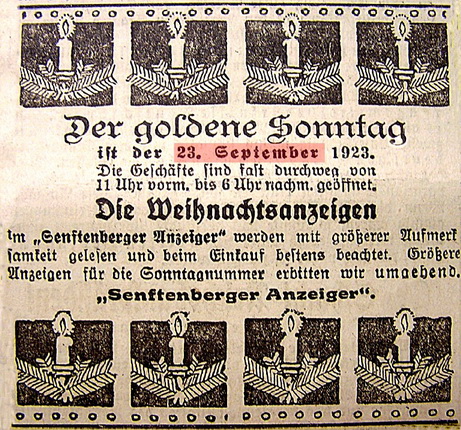 Der goldene Sonntag
ist der 23. September 1923.
Die Geschäfte sind fast durchweg von
11 Uhr vorm. bis 6 Uhr nachm. geöffnet.
Die Weihnachtsanzeigen
im „Senftenberger Anzeiger“ werden mit größerer Aufmerk
samkeit gelesen und beim Einkauf bestens beachtet. Größere
Anzeigen für die Sonntagnummer erbitten wir umgehend.
„Senftenberger Anzeiger“.